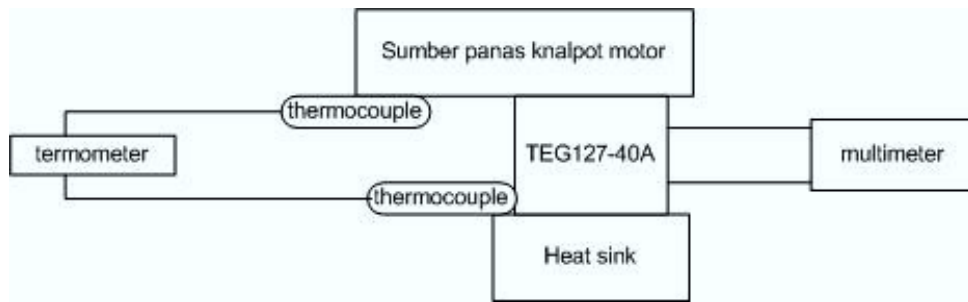 Sumber panas knalpot motor
thermocouple
termometer
TEG127-40A
multimeter
thermocouple
Heat sink